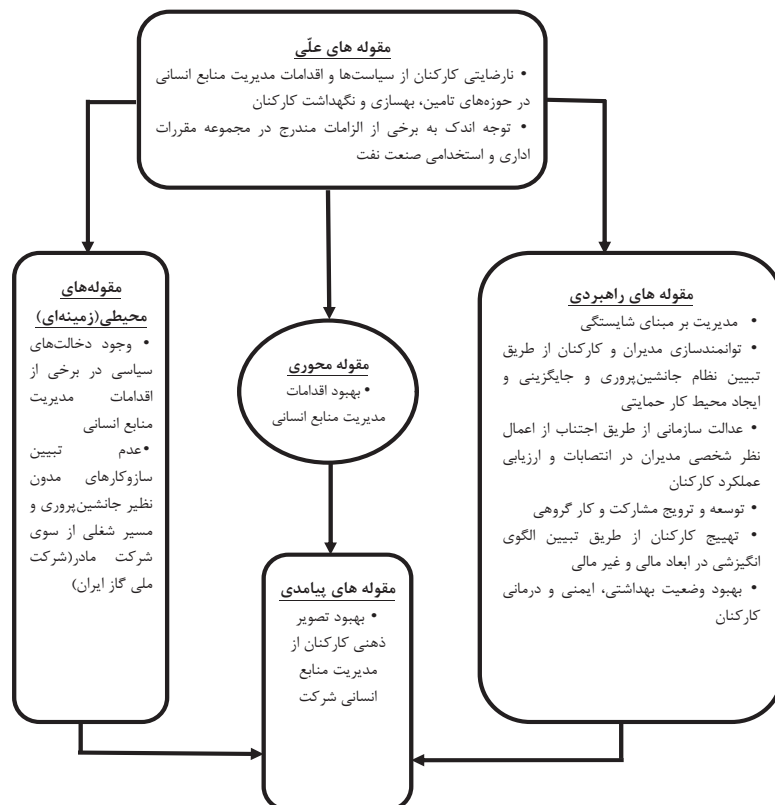 مقوله های علّی
• نارضایتی کارکنان از سیاست‌ها و اقدامات مدیریت منابع انسانی
در حوزه‌های تامین، بهسازی و نگهداشت کارکنان
• توجه اندک به برخی از الزامات مندرج در مجموعه مقررات
اداری و استخدامی صنعت نفت
مقوله های راهبردی
• مدیریت بر مبنای شایستگی
• توانمندسازی مدیران و کارکنان از طریق
تبیین نظام جانشین‌پروری و جایگزینی و
ایجاد محیط کار حمایتی
• عدالت سازمانی از طریق اجتناب از اعمال
نظر شخصی مدیران در انتصابات و ارزیابی
عملکرد کارکنان
• توسعه و ترویج مشارکت و کار گروهی
• تهییج کارکنان از طریق تبیین الگوی
انگیزشی در ابعاد مالی و غیر مالی
• بهبود وضعیت بهداشتی، ایمنی و درمانی
کارکنان
مقوله محوری
• بهبود اقدامات
مدیریت منابع انسانی
مقوله‌های
محیطی(زمینه‌ای)
• وجود دخالت‌های
سیاسی در برخی از
اقدامات مدیریت
منابع انسانی
•عدم تبیین
سازوکارهای مدون
نظیر جانشین‌پروری و
مسیر شغلی از سوی
شرکت مادر(شرکت
ملی گاز ایران)
مقوله های پیامدی
• بهبود تصویر
ذهنی کارکنان از
مدیریت منابع
انسانی شرکت